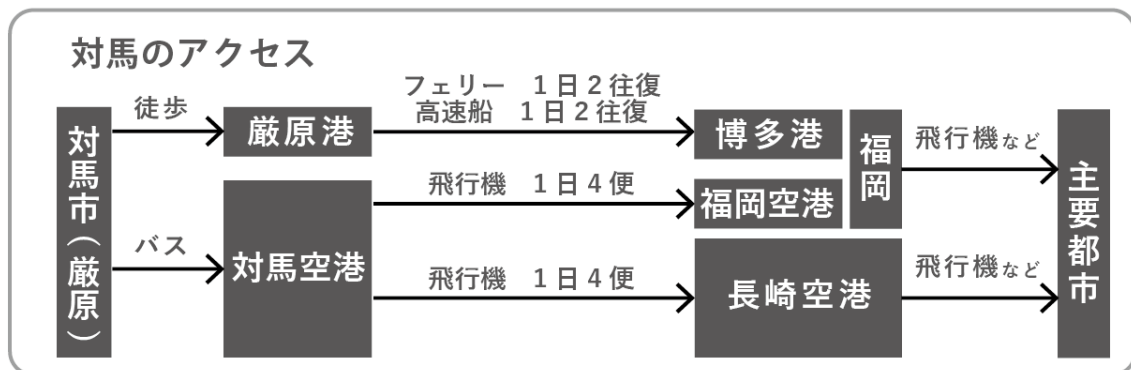 対馬のアクセス
対馬市(厳原)
徒歩
厳原港
フェリー 1日2往復
高速船 1日2往復
博多港
福岡
飛行機など
主要都市
飛行機 1日4便
福岡空港
バス
対馬空港
飛行機 1日4便
長崎空港
飛行機など